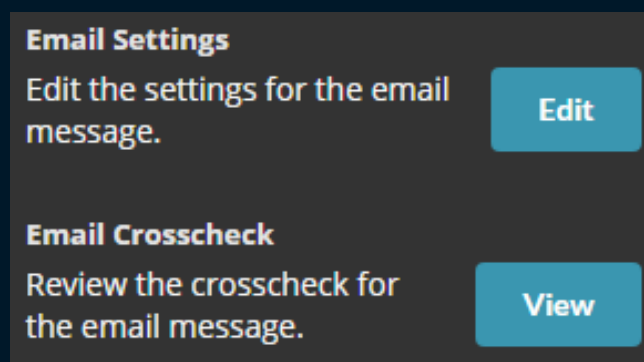 Email Settings
Edit the settings for the email
message.
Edit
Email Crosscheck
Review the crosscheck for
the email message.
View